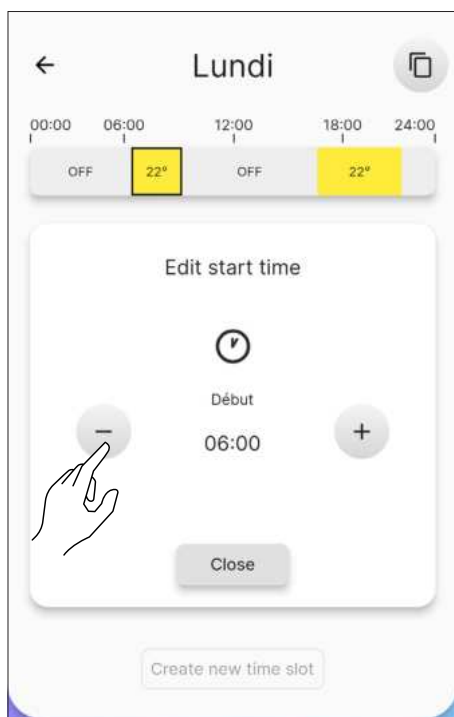 Lundi
00:00 06:00 12:00 18:00 24:00
OFF 22° OFF 22°
Edit start time
Début
06:00
Close
Create new time slot